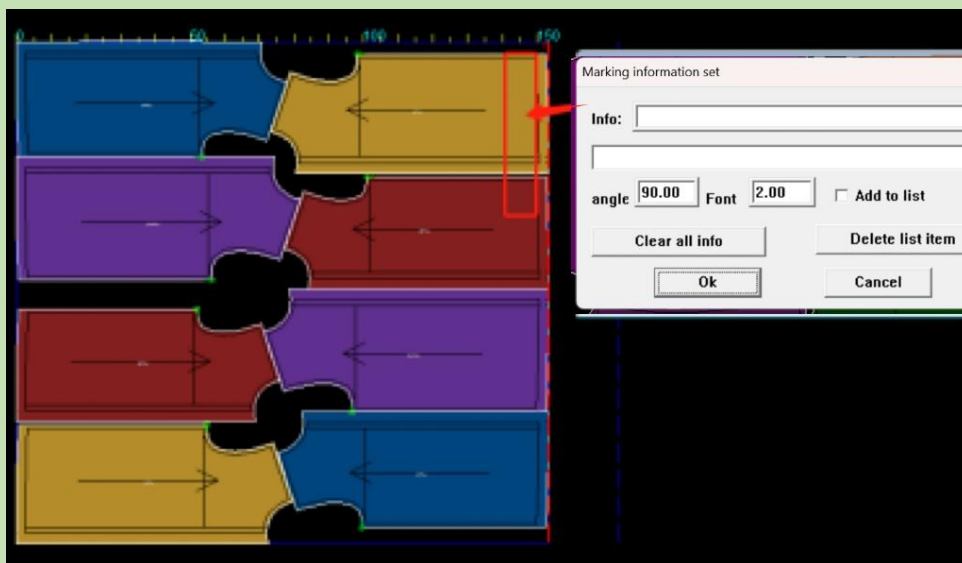 0 50 100 150
Marking information set
Info:
angle 90.00 Font 2.00 Add to list
Clear all info Delete list item
Ok Cancel